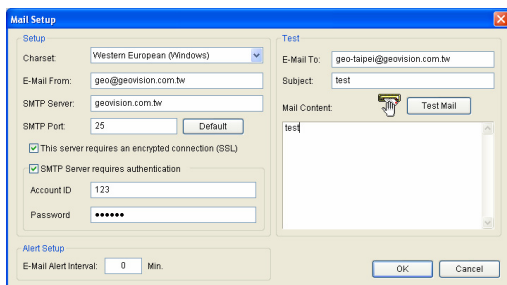 Mail Setup
Setup
Charset: Western European (Windows)
E-Mail From: geo@geovision.com.tw
SMTP Server: geovision.com.tw
SMTP Port: 25 Default
This server requires an encrypted connection (SSL)
SMTP Server requires authentication
Account ID 123
Password ●●●●●●
Alert Setup
E-Mail Alert Interval: 0 Min.
Test
E-Mail To: geo-taipei@geovision.com.tw
Subject: test
Mail Content: Test Mail
test
OK Cancel